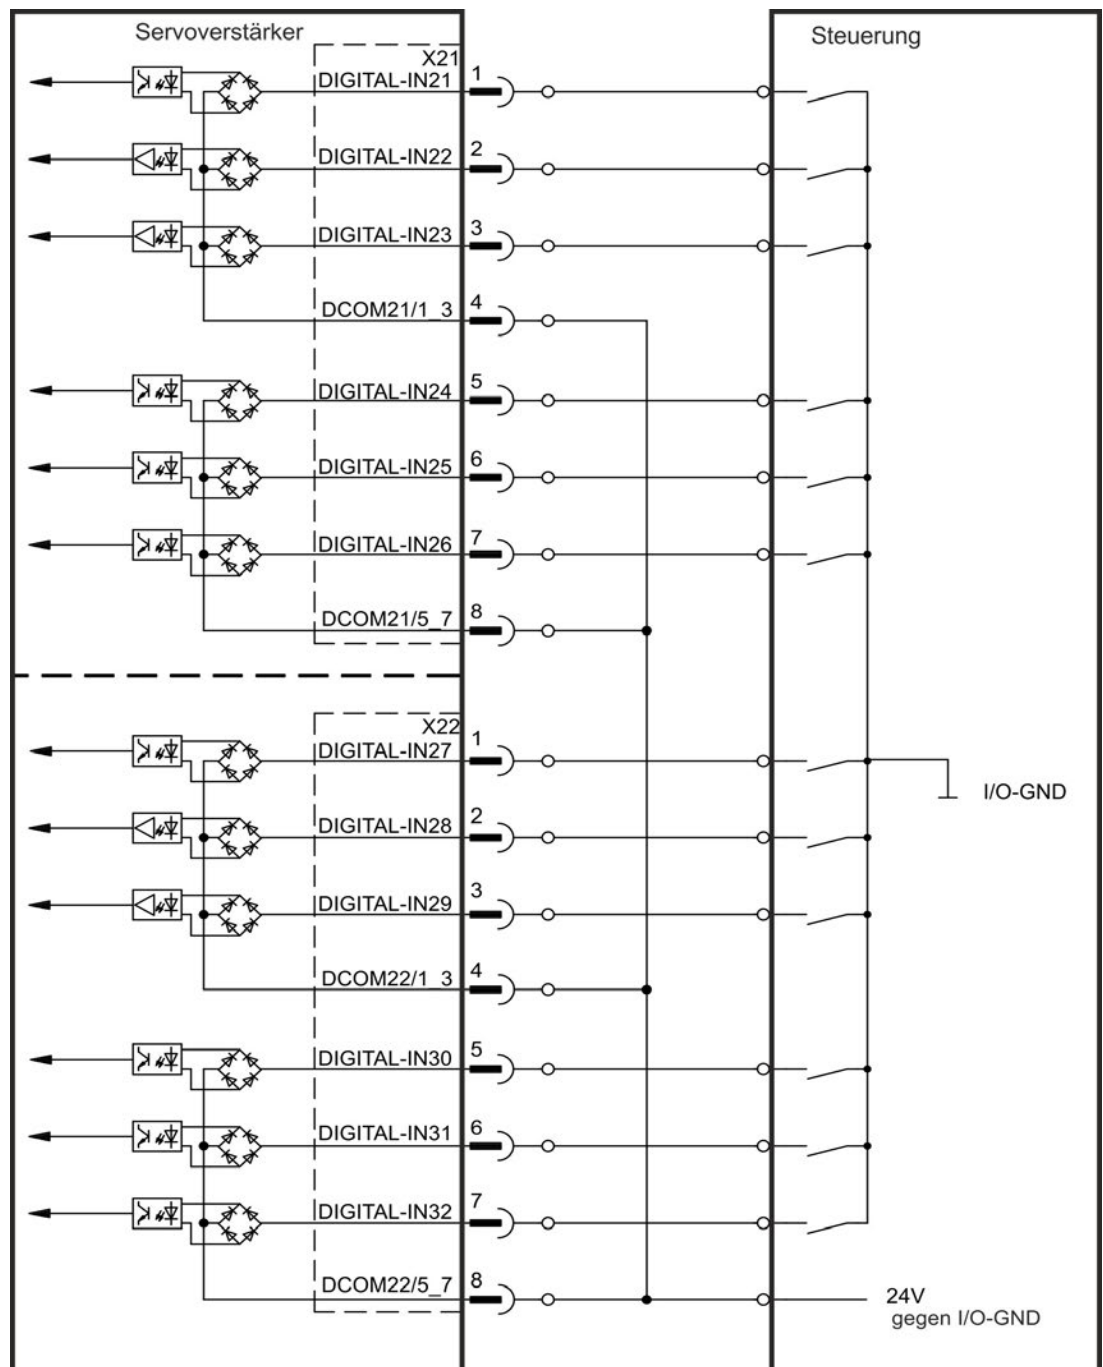 Servoverstärker
Steuerung
X21
DIGITAL-IN21 1
DIGITAL-IN22 2
DIGITAL-IN23 3
DCOM21/1_3 4
DIGITAL-IN24 5
DIGITAL-IN25 6
DIGITAL-IN26 7
DCOM21/5_7 8
X22
DIGITAL-IN27 1
I/O-GND
DIGITAL-IN28 2
DIGITAL-IN29 3
DCOM22/1_3 4
DIGITAL-IN30 5
DIGITAL-IN31 6
DIGITAL-IN32 7
DCOM22/5_7 8
24V
gegen I/O-GND